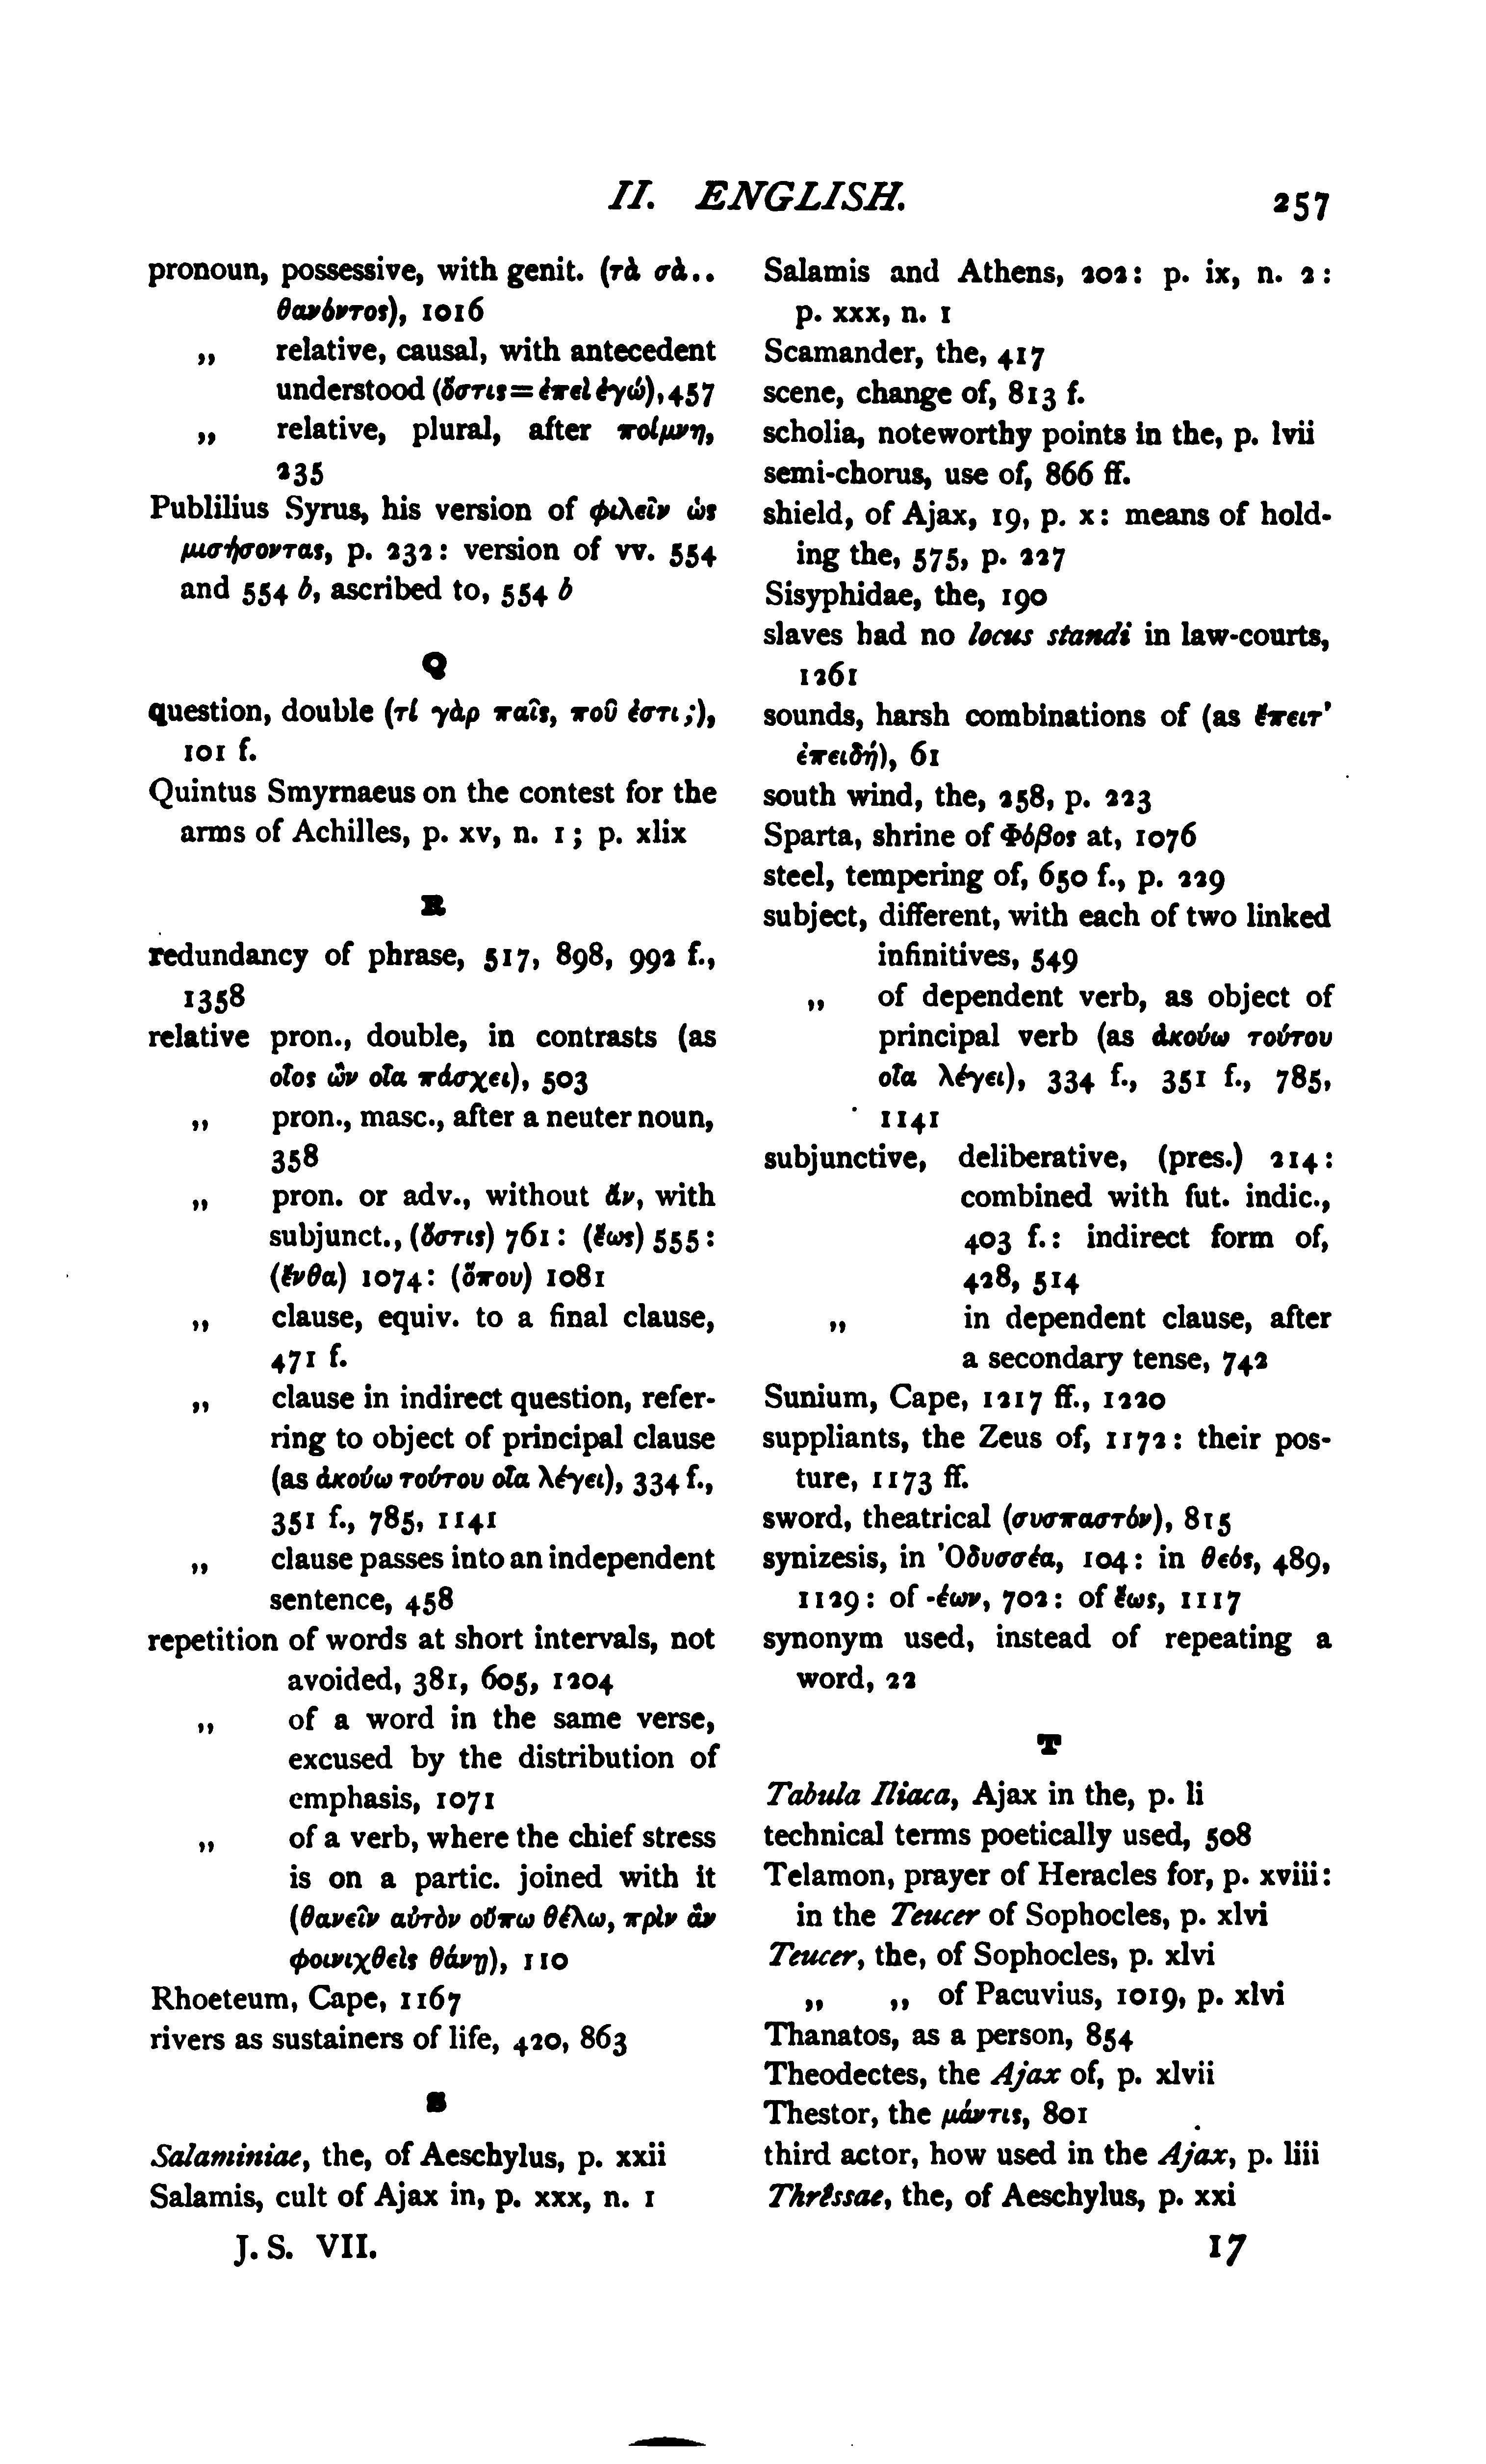 II. ENGLISH.
257
pronoun, possessive, with genit. (τὰ σὰ..
θανόντος), 1016
„ relative, causal, with antecedent
understood (ὅστις = ἐπεὶ ἐγώ), 457
„ relative, plural, after ποίμνη,
235
Publilius Syrus, his version of φιλεῖν ὡς
μισήσοντας, p. 232: version of vv. 554
and 554 b, ascribed to, 554 b
Q
question, double (τί γὰρ παῖς, ποῦ ἐστι;),
101 f.
Quintus Smyrnaeus on the contest for the
arms of Achilles, p. xv, n. 1; p. xlix
R
redundancy of phrase, 517, 898, 992 f.,
1358
relative pron., double, in contrasts (as
οἷος ὢν οἷα πάσχει), 503
„ pron., masc., after a neuter noun,
358
„ pron. or adv., without ἄν, with
subjunct., (ὅστις) 761: (ἕως) 555:
(ἔνθα) 1074: (ὅπου) 1081
„ clause, equiv. to a final clause,
471 f.
„ clause in indirect question, refer-
ring to object of principal clause
(as ἀκούω τούτου οἷα λέγει), 334 f.,
351 f., 785, 1141
„ clause passes into an independent
sentence, 458
repetition of words at short intervals, not
avoided, 381, 605, 1204
„ of a word in the same verse,
excused by the distribution of
emphasis, 1071
„ of a verb, where the chief stress
is on a partic. joined with it
(θανεῖν αὐτὸν οὔπω θέλω, πρὶν ἂν
φοινιχθεὶς θάνῃ), 110
Rhoeteum, Cape, 1167
rivers as sustainers of life, 420, 863
S
Salaminiae, the, of Aeschylus, p. xxii
Salamis, cult of Ajax in, p. xxx, n. 1
Salamis and Athens, 202: p. ix, n. 2:
p. xxx, n. 1
Scamander, the, 417
scene, change of, 813 f.
scholia, noteworthy points in the, p. lvii
semi-chorus, use of, 866 ff.
shield, of Ajax, 19, p. x: means of hold-
ing the, 575, p. 227
Sisyphidae, the, 190
slaves had no locus standi in law-courts,
1261
sounds, harsh combinations of (as ἔπειτ'
ἐπειδή), 61
south wind, the, 258, p. 223
Sparta, shrine of Φόβος at, 1076
steel, tempering of, 650 f., p. 229
subject, different, with each of two linked
infinitives, 549
„ of dependent verb, as object of
principal verb (as ἀκούω τούτου
οἷα λέγει), 334 f., 351 f., 785,
1141
subjunctive, deliberative, (pres.) 214:
combined with fut. indic.,
403 f.: indirect form of,
428, 514
„ in dependent clause, after
a secondary tense, 742
Sunium, Cape, 1217 ff., 1220
suppliants, the Zeus of, 1172: their pos-
ture, 1173 ff.
sword, theatrical (συσπαστόν), 815
synizesis, in Ὀδυσσέα, 104: in θεός, 489,
1129: of -έων, 702: of ἕως, 1117
synonym used, instead of repeating a
word, 22
T
Tabula Iliaca, Ajax in the, p. li
technical terms poetically used, 508
Telamon, prayer of Heracles for, p. xviii:
in the Teucer of Sophocles, p. xlvi
Teucer, the, of Sophocles, p. xlvi
„ „ of Pacuvius, 1019, p. xlvi
Thanatos, as a person, 854
Theodectes, the Ajax of, p. xlvii
Thestor, the μάντις, 801
third actor, how used in the Ajax, p. liii
Thrêssae, the, of Aeschylus, p. xxi
J. S. VII.
17